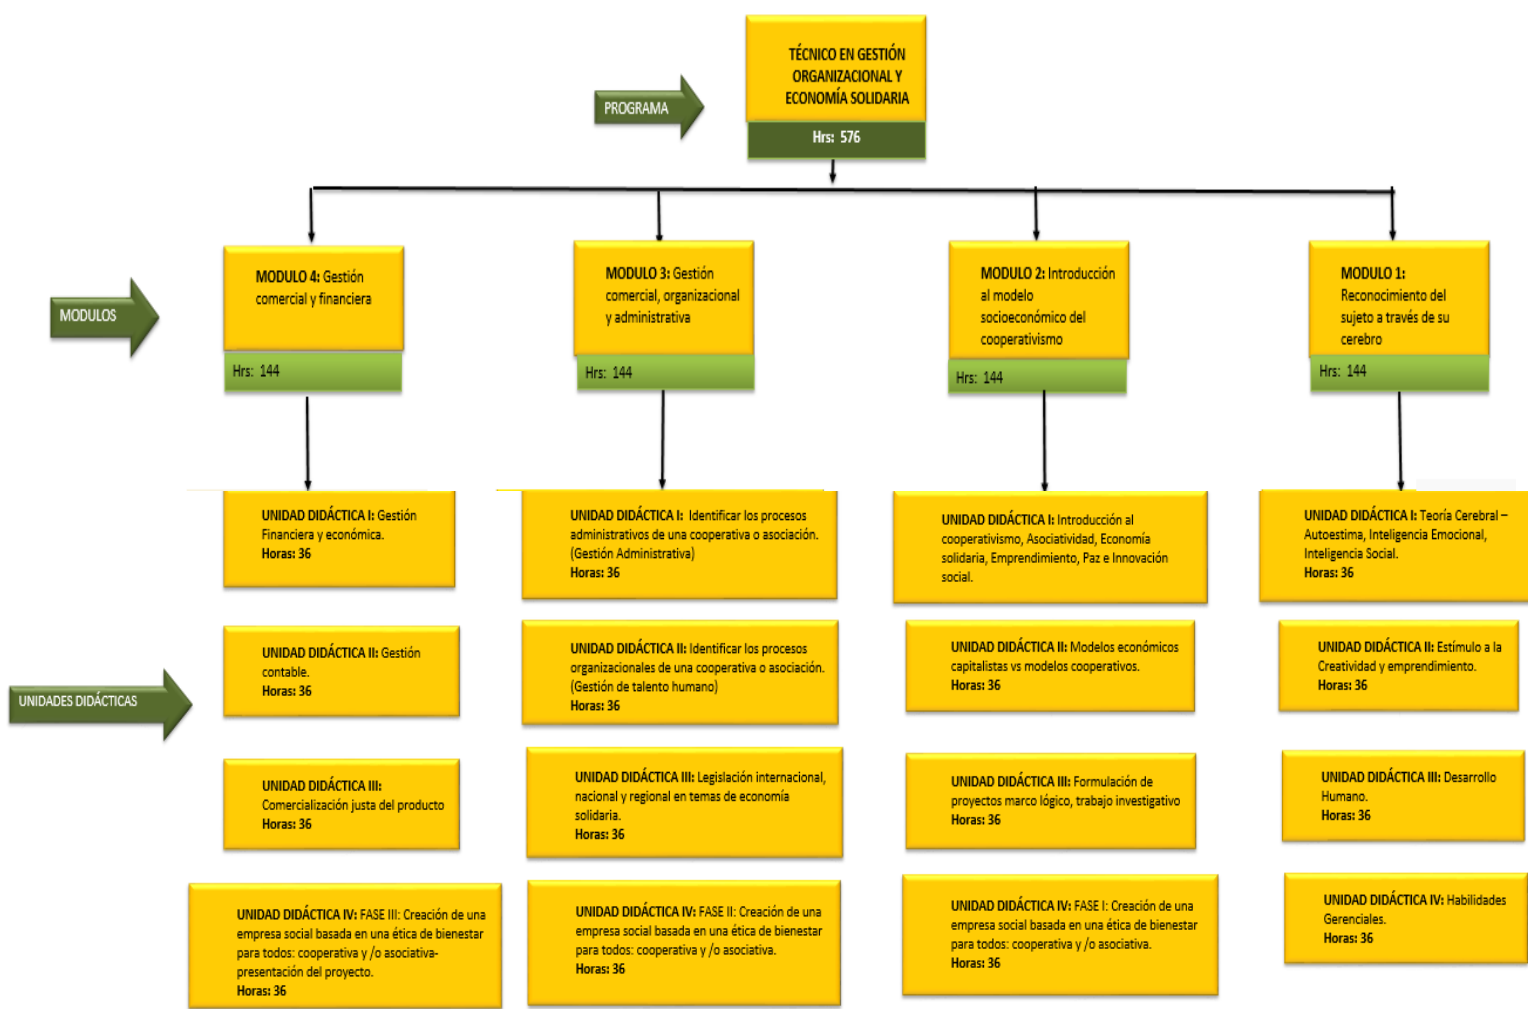 TÉCNICO EN GESTIÓN
ORGANIZACIONAL Y
ECONOMÍA SOLIDARIA
PROGRAMA
Hrs: 576
MODULOS
MODULO 4: Gestión
comercial y financiera
Hrs: 144
MODULO 3: Gestión
comercial, organizacional
y administrativa
Hrs: 144
MODULO 2: Introducción
al modelo
socioeconómico del
cooperativismo
Hrs: 144
MODULO 1:
Reconocimiento del
sujeto a través de su
cerebro
Hrs: 144
UNIDADES DIDÁCTICAS
UNIDAD DIDÁCTICA I: Gestión
Financiera y económica.
Horas: 36
UNIDAD DIDÁCTICA I: Identificar los procesos
administrativos de una cooperativa o asociación.
(Gestión Administrativa)
Horas: 36
UNIDAD DIDÁCTICA I: Introducción al
cooperativismo, Asociatividad, Economía
solidaria, Emprendimiento, Paz e Innovación
social.
UNIDAD DIDÁCTICA I: Teoría Cerebral –
Autoestima, Inteligencia Emocional,
Inteligencia Social.
Horas: 36
UNIDAD DIDÁCTICA II: Gestión
contable.
Horas: 36
UNIDAD DIDÁCTICA II: Identificar los procesos
organizacionales de una cooperativa o asociación.
(Gestión de talento humano)
Horas: 36
UNIDAD DIDÁCTICA II: Modelos económicos
capitalistas vs modelos cooperativos.
Horas: 36
UNIDAD DIDÁCTICA II: Estímulo a la
Creatividad y emprendimiento.
Horas: 36
UNIDAD DIDÁCTICA III:
Comercialización justa del producto
Horas: 36
UNIDAD DIDÁCTICA III: Legislación internacional,
nacional y regional en temas de economía
solidaria.
Horas: 36
UNIDAD DIDÁCTICA III: Formulación de
proyectos marco lógico, trabajo investigativo
Horas: 36
UNIDAD DIDÁCTICA III: Desarrollo
Humano.
Horas: 36
UNIDAD DIDÁCTICA IV: FASE III: Creación de una
empresa social basada en una ética de bienestar
para todos: cooperativa y /o asociativa-
presentación del proyecto.
Horas: 36
UNIDAD DIDÁCTICA IV: FASE II: Creación de una
empresa social basada en una ética de bienestar
para todos: cooperativa y /o asociativa.
Horas: 36
UNIDAD DIDÁCTICA IV: FASE I: Creación de una
empresa social basada en una ética de bienestar
para todos: cooperativa y /o asociativa.
Horas: 36
UNIDAD DIDÁCTICA IV: Habilidades
Gerenciales.
Horas: 36